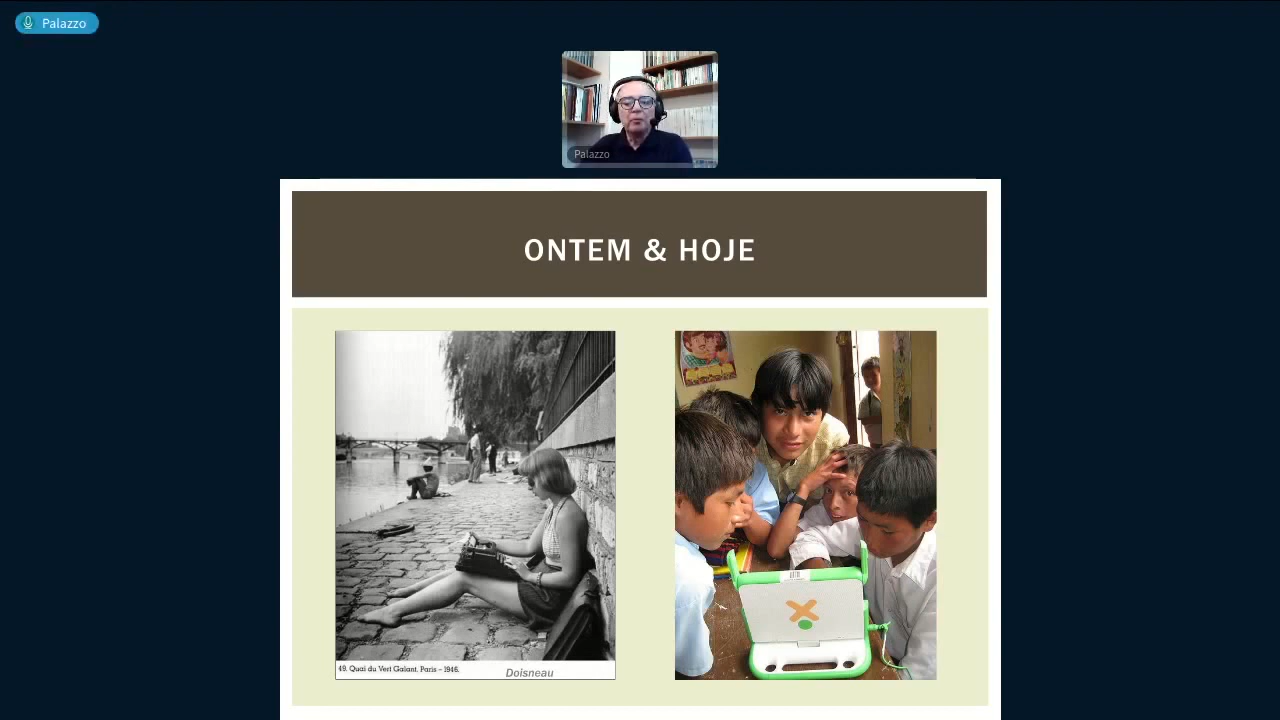 Palazzo
Palazzo
ONTEM & HOJE
49. Quai du Vert Galant, Paris – 1946.
Doisneau